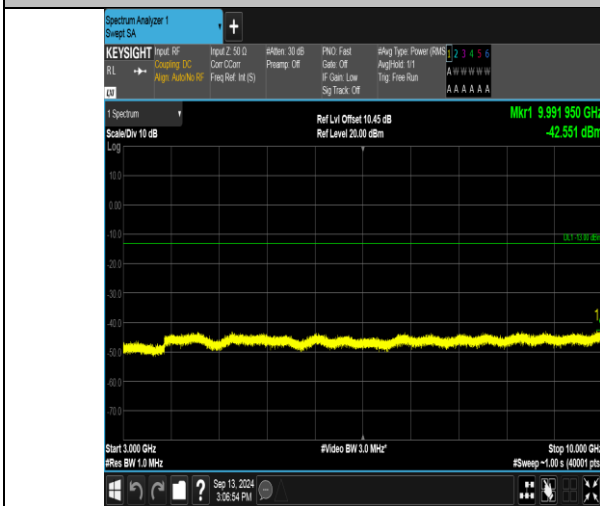 Spectrum Analyzer 1
Swept SA
+
KEYSIGHT
RL
Input: RF
Coupling: DC
Align: Auto/No RF
Input Z: 50 Ω
Corr CCorr
Freq Ref: Int (S)
#Atten: 30 dB
Preamp: Off
PNO: Fast
Gate: Off
IF Gain: Low
Sig Track: Off
#Avg Type: Power (RMS
Avg|Hold: 1/1
Trig: Free Run
1 2 3 4 5 6
A W W W W W
A A A A A A
1 Spectrum
Scale/Div 10 dB
Ref Lvl Offset 10.45 dB
Ref Level 20.00 dBm
Mkr1 9.991 950 GHz
-42.551 dBm
Log
10.0
0.00
-10.0
DL1 -13.00 dBm
-20.0
-30.0
1
-40.0
-50.0
-60.0
-70.0
Start 3.000 GHz
#Video BW 3.0 MHz*
Stop 10.000 GHz
#Res BW 1.0 MHz
#Sweep ~1.00 s (40001 pts
?
Sep 13, 2024
3:06:54 PM